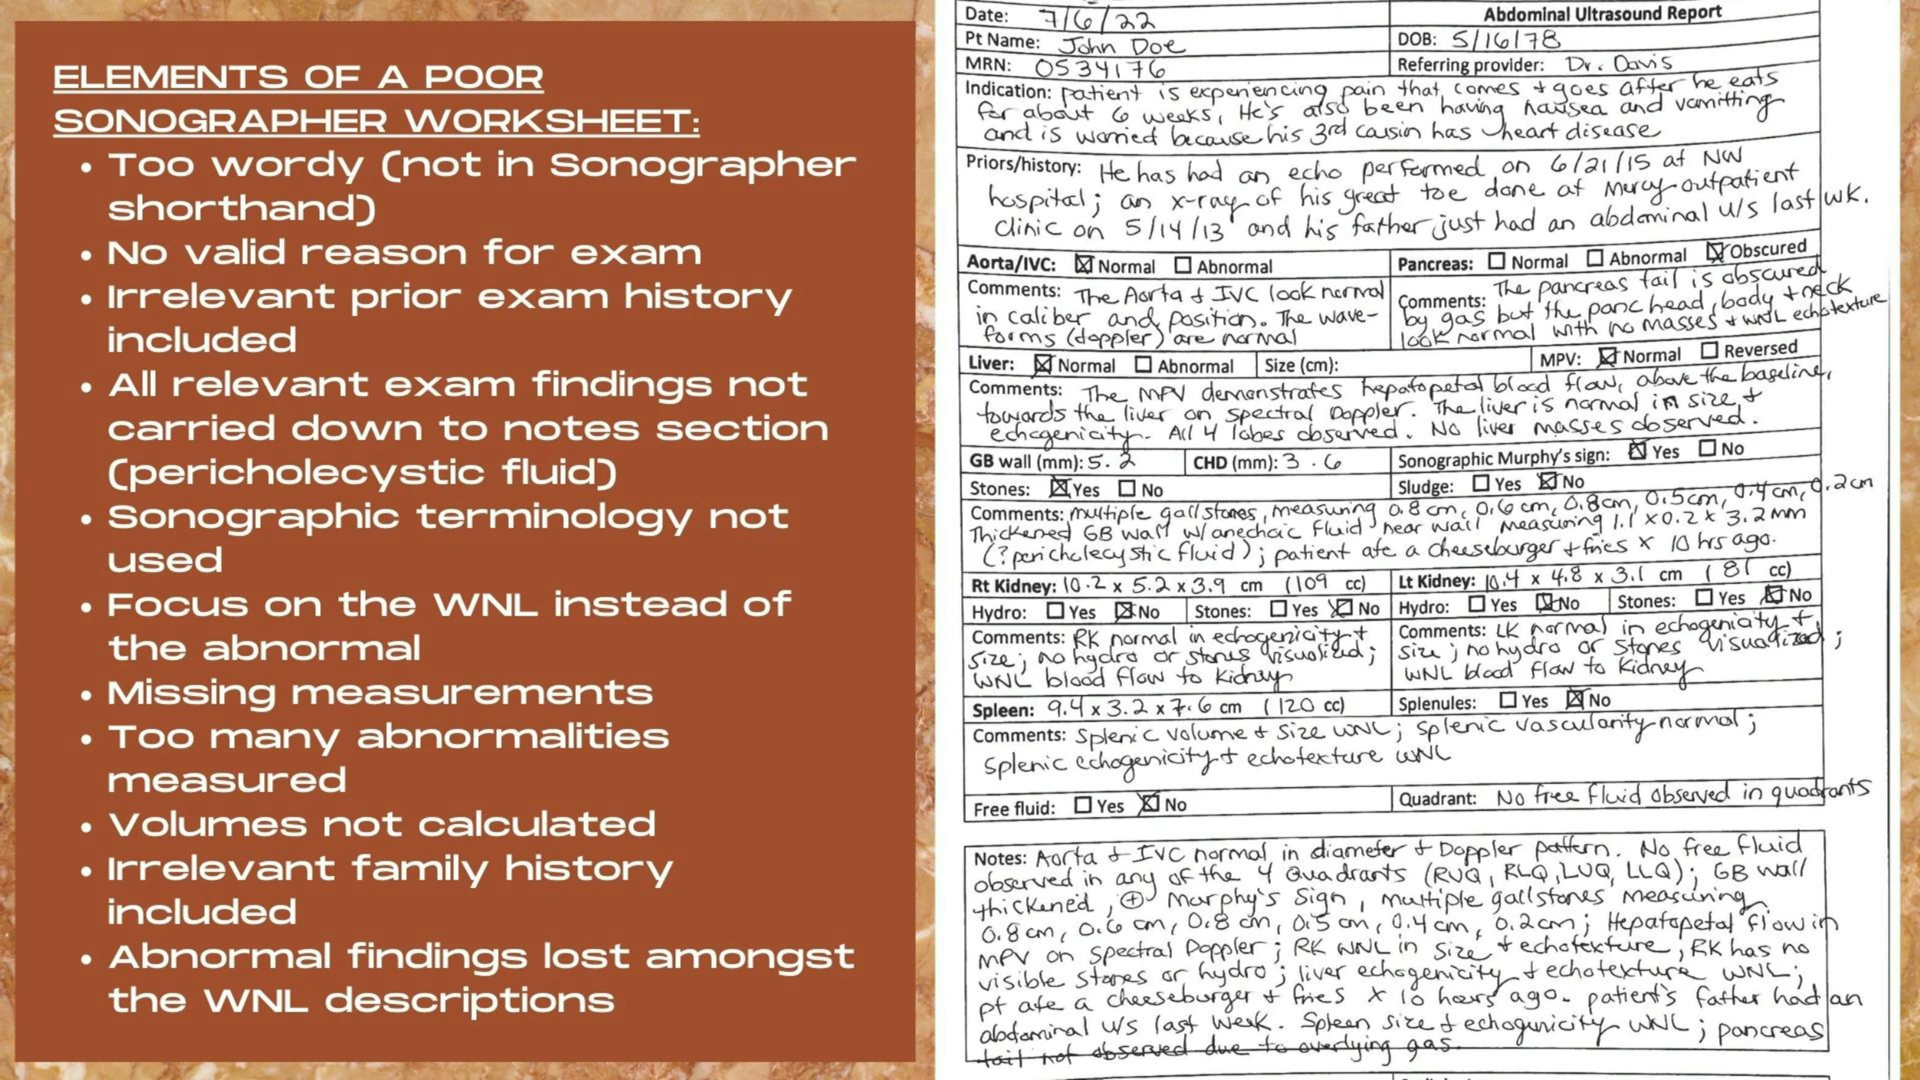 ELEMENTS OF A POOR
SONOGRAPHER WORKSHEET:
• Too wordy (not in Sonographer
shorthand)
• No valid reason for exam
• Irrelevant prior exam history
included
• All relevant exam findings not
carried down to notes section
(pericholecystic fluid)
• Sonographic terminology not
used
• Focus on the WNL instead of
the abnormal
• Missing measurements
• Too many abnormalities
measured
• Volumes not calculated
• Irrelevant family history
included
• Abnormal findings lost amongst
the WNL descriptions
Date: 7/6/22 Abdominal Ultrasound Report
Pt Name: John Doe DOB: 5/16/78
MRN: 0534176 Referring provider: Dr. Davis
Indication: patient is experiencing pain that comes + goes after he eats
for about 6 weeks, He's also been having nausea and vomitting
and is worried because his 3rd cousin has heart disease
Priors/history: He has had an echo performed on 6/21/15 at NW
hospital; an x-ray of his great toe done at Mercy outpatient
clinic on 5/14/13 and his father just had an abdominal u/s last wk.
Aorta/IVC: ☒ Normal ☐ Abnormal Pancreas: ☐ Normal ☐ Abnormal ☒ Obscured
Comments: The Aorta + IVC look normal
in caliber and position. The wave-
forms (doppler) are normal
Comments: The pancreas tail is obscured
by gas but the panc head, body + neck
look normal with no masses + WNL echotexture
Liver: ☒ Normal ☐ Abnormal Size (cm): MPV: ☒ Normal ☐ Reversed
Comments: The MPV demonstrates hepatopetal blood flow, above the baseline,
towards the liver on spectral Doppler. The liver is normal in size +
echogenicity. All 4 lobes observed. No liver masses observed.
GB wall (mm): 5.2 CHD (mm): 3.6 Sonographic Murphy's sign: ☒ Yes ☐ No
Stones: ☒ Yes ☐ No Sludge: ☐ Yes ☒ No
Comments: multiple gallstones, measuring 0.8cm, 0.6cm, 0.8cm, 0.5cm, 0.4cm, 0.2cm
Thickened GB wall w/ anechoic fluid near wall measuring 1.1 x 0.2 x 3.2mm
(? pericholecystic fluid); patient ate a cheeseburger + fries x 10 hrs ago.
Rt Kidney: 10.2 x 5.2 x 3.9 cm (109 cc) Lt Kidney: 10.4 x 4.8 x 3.1 cm (81 cc)
Hydro: ☐ Yes ☒ No Stones: ☐ Yes ☒ No Hydro: ☐ Yes ☒ No Stones: ☐ Yes ☒ No
Comments: RK normal in echogenicity +
size; no hydro or stones visualized;
WNL blood flow to kidney
Comments: LK normal in echogenicity +
size; no hydro or stones visualized;
WNL blood flow to kidney
Spleen: 9.4 x 3.2 x 7.6 cm (120 cc) Splenules: ☐ Yes ☒ No
Comments: Splenic volume + size WNL; splenic vascularity normal;
splenic echogenicity + echotexture WNL
Free fluid: ☐ Yes ☒ No Quadrant: No free fluid observed in quadrants
Notes: Aorta + IVC normal in diameter + Doppler pattern. No free fluid
observed in any of the 4 Quadrants (RUQ, RLQ, LUQ, LLQ); GB wall
thickened, ⊕ Murphy's Sign, multiple gallstones measuring
0.8cm, 0.6 cm, 0.8 cm, 0.5 cm, 0.4 cm, 0.2cm; Hepatopetal flow in
MPV on Spectral Doppler; RK WNL in size + echotexture; RK has no
visible stones or hydro; liver echogenicity + echotexture WNL;
pt ate a cheeseburger + fries x 10 hours ago. patient's father had an
abdominal u/s last week. Spleen size + echogenicity WNL; pancreas
tail not observed due to overlying gas.